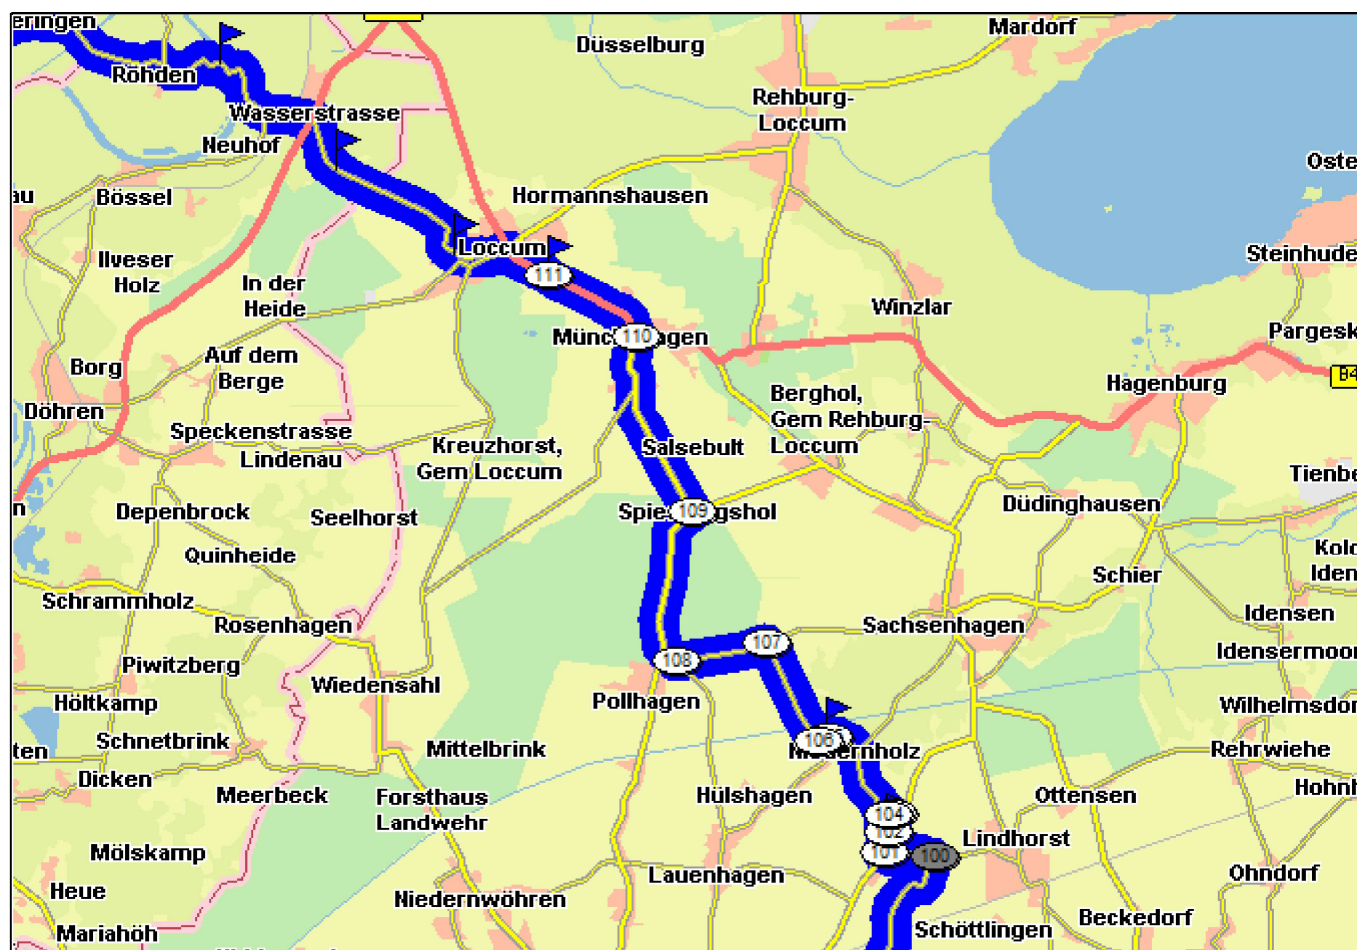 eringen
Röhden
Wasserstrasse
Neuhof
Düsselburg
Mardorf
Rehburg-
Loccum
Oste
au
Bössel
Hormannshausen
Loccum
111
Steinhude
Ilveser
Holz
In der
Heide
Winzlar
110
Pargesk
Borg
Auf dem
Berge
Berghol,
Gem Rehburg-
Loccum
Hagenburg
B4
Döhren
Speckenstrasse
Lindenau
Kreuzhorst,
Gem Loccum
Salsebult
Tienbe
n
Depenbrock
Seelhorst
109
Düdinghausen
Quinheide
Kolo
Iden
Schier
Schrammholz
Rosenhagen
Sachsenhagen
Idensen
107
Piwitzberg
108
Idensermoor
Wiedensahl
Höltkamp
Pollhagen
Wilhelmsdor
ten
Schnetbrink
Mittelbrink
106
Rehrwiehe
Dicken
Meerbeck
Forsthaus
Landwehr
Hülshagen
Ottensen
Hohnh
104
102
101
100
Lindhorst
Mölskamp
Heue
Lauenhagen
Ohndorf
Niedernwöhren
Mariahöh
Schöttlingen
Beckedorf